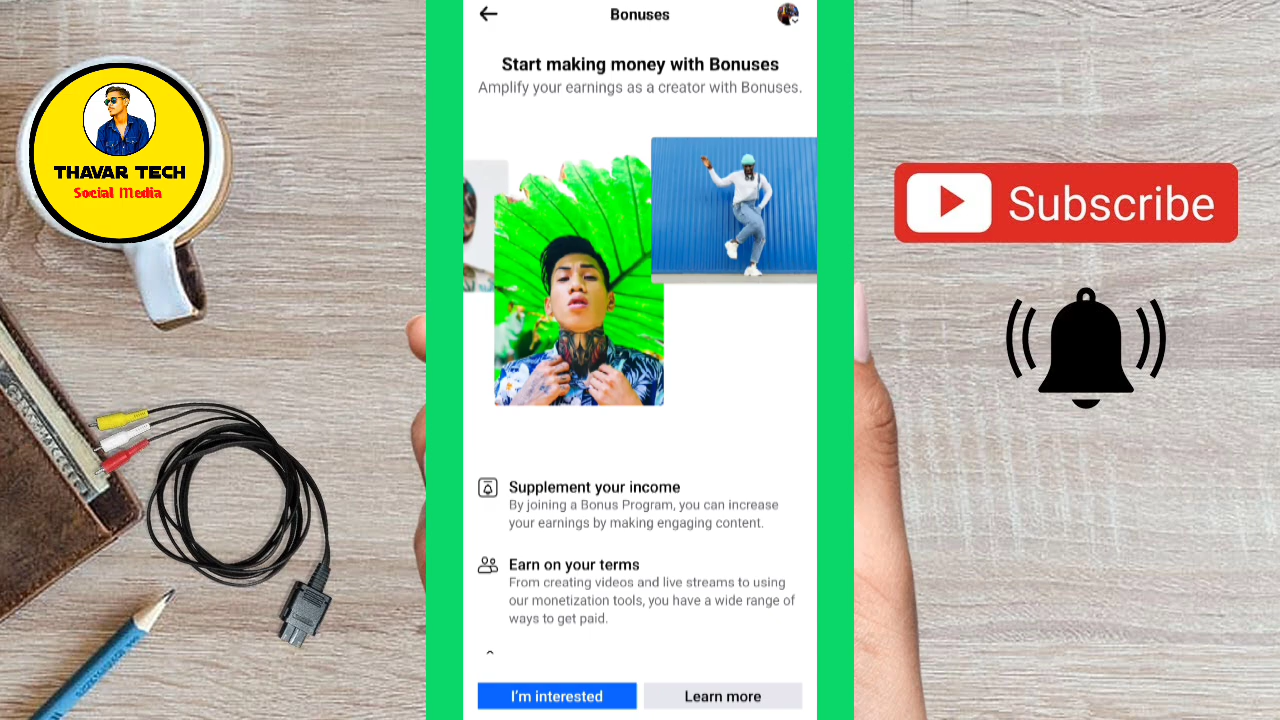 THAVAR TECH
Social Media
Bonuses
Start making money with Bonuses
Amplify your earnings as a creator with Bonuses.
Supplement your income
By joining a Bonus Program, you can increase
your earnings by making engaging content.
Earn on your terms
From creating videos and live streams to using
our monetization tools, you have a wide range of
ways to get paid.
I'm interested
Learn more
Subscribe